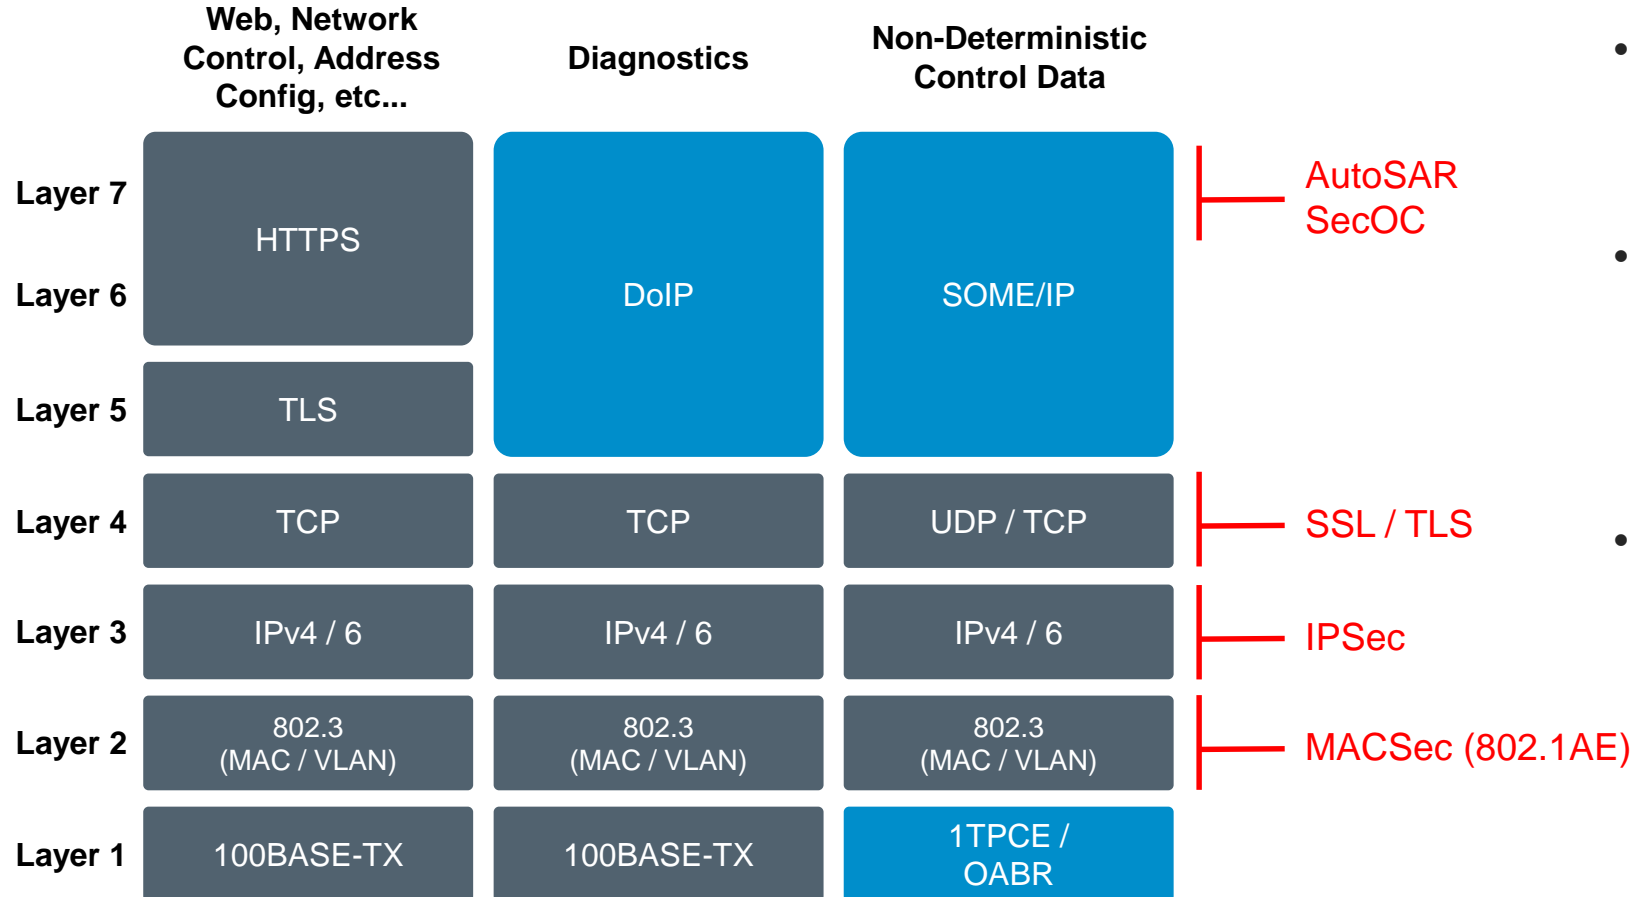 Web, Network
Control, Address
Config, etc...
Diagnostics
Non-Deterministic
Control Data
Layer 7
HTTPS
AutoSAR
SecOC
Layer 6
DoIP
SOME/IP
Layer 5
TLS
Layer 4
TCP
TCP
UDP / TCP
SSL / TLS
Layer 3
IPv4 / 6
IPv4 / 6
IPv4 / 6
IPSec
Layer 2
802.3
(MAC / VLAN)
802.3
(MAC / VLAN)
802.3
(MAC / VLAN)
MACSec (802.1AE)
Layer 1
100BASE-TX
100BASE-TX
1TPCE /
OABR